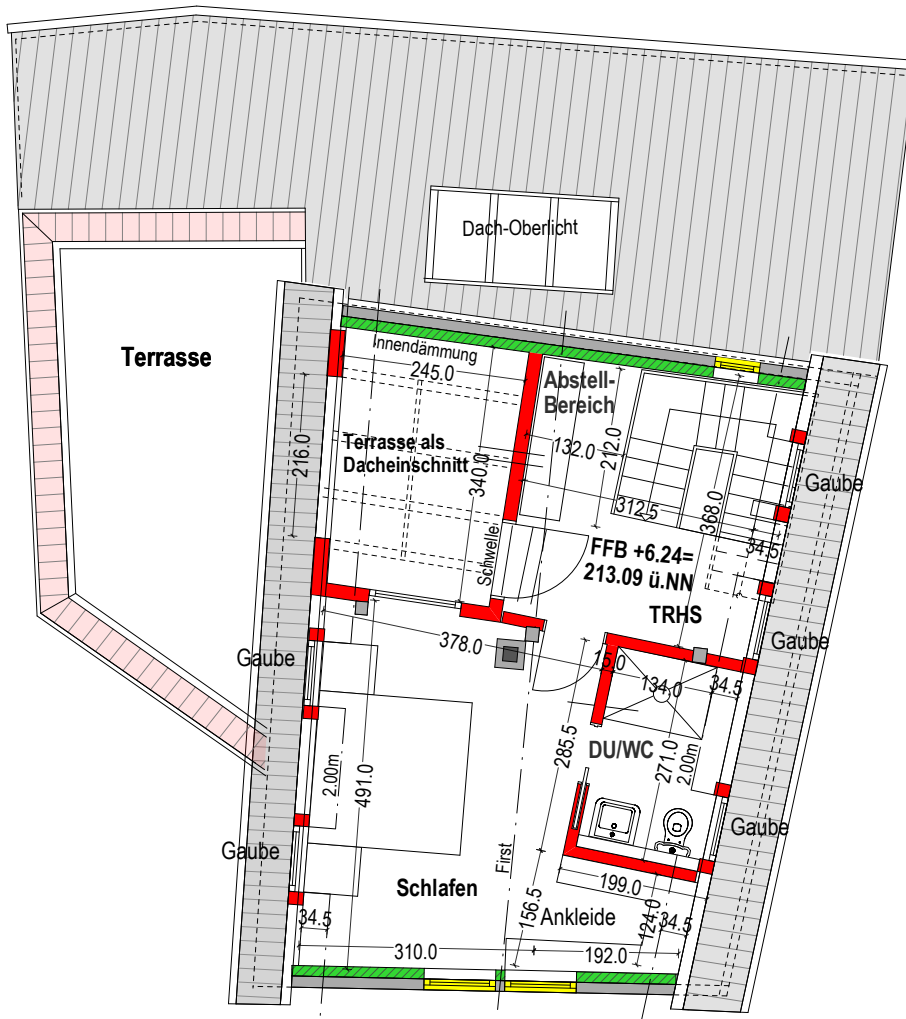 Dach-Oberlicht
Terrasse
Innendämmung
245.0
Abstell-
Bereich
216.0
Terrasse als
Dacheinschnitt
340.0
132.0
212.0
312.5
368.0
Gaube
34.5
Schwelle
FFB +6.24=
213.09 ü.NN
TRHS
Gaube
Gaube
378.0
15.0
134.0
34.5
DU/WC
285.5
271.0
2.00m
2.00m
491.0
Gaube
Gaube
First
Schlafen
199.0
Ankleide
156.5
124.0
34.5
34.5
310.0
192.0